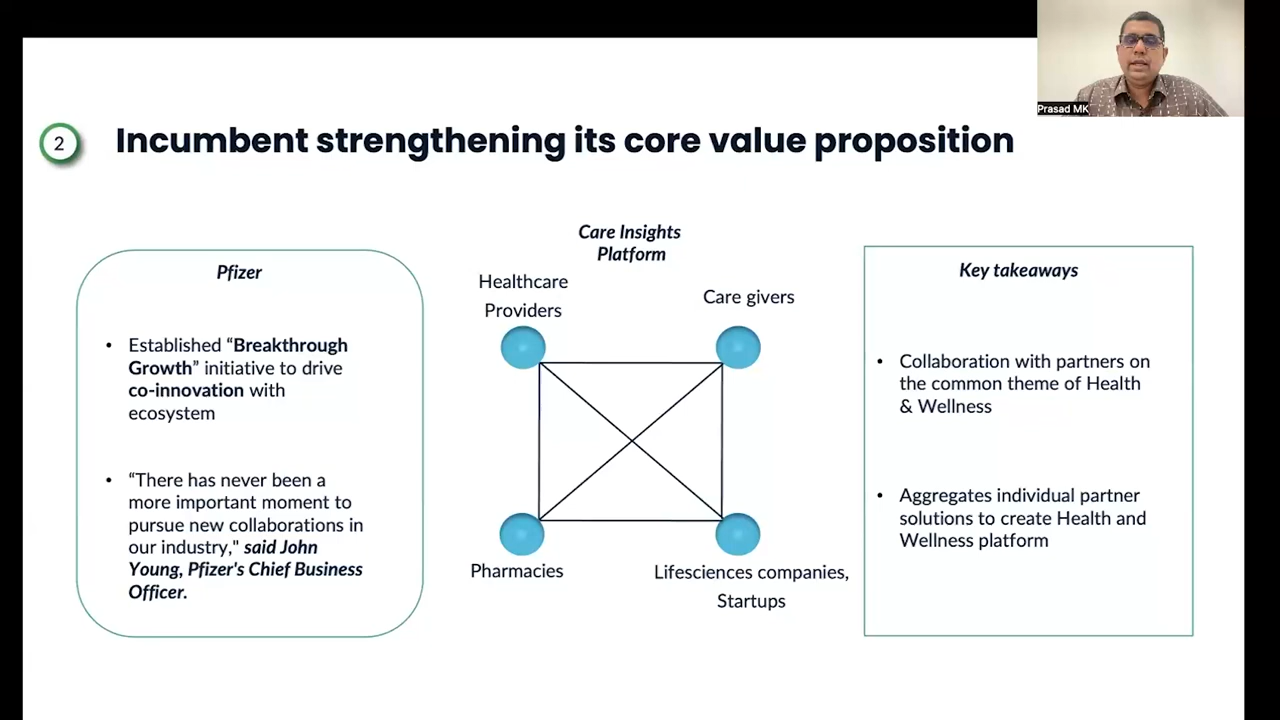 Prasad MK
2
Incumbent strengthening its core value proposition
Pfizer
• Established “Breakthrough
Growth” initiative to drive
co-innovation with
ecosystem
• “There has never been a
more important moment to
pursue new collaborations in
our industry," said John
Young, Pfizer's Chief Business
Officer.
Care Insights
Platform
Healthcare
Providers
Care givers
Pharmacies
Lifesciences companies,
Startups
Key takeaways
• Collaboration with partners on
the common theme of Health
& Wellness
• Aggregates individual partner
solutions to create Health and
Wellness platform